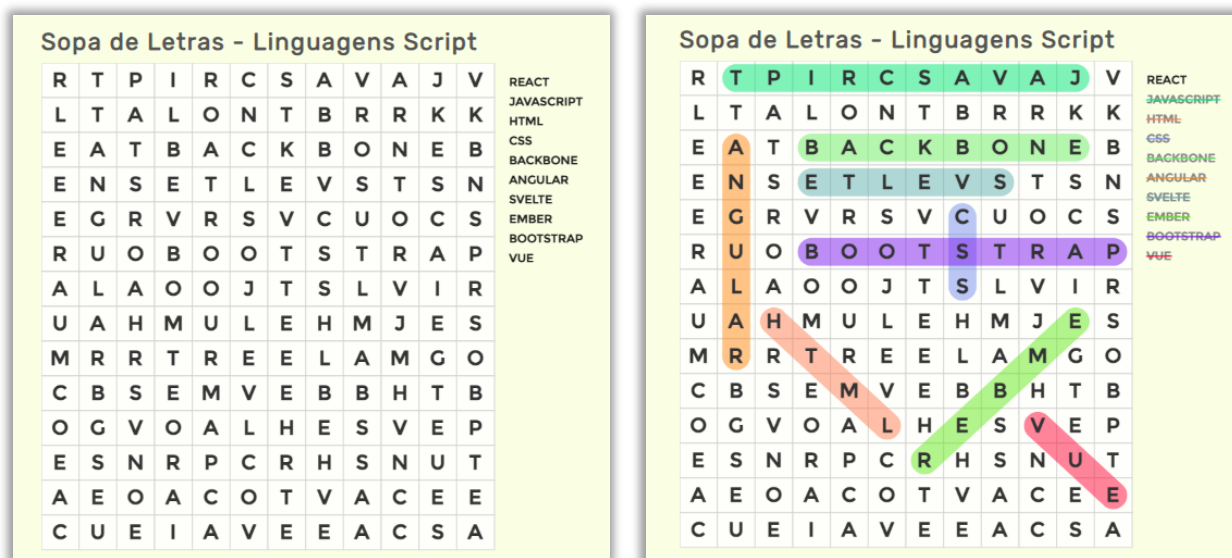 Sopa de Letras - Linguagens Script
R T P I R C S A V A J V
L T A L O N T B R R K K
E A T B A C K B O N E B
E N S E T L E V S T S N
E G R V R S V C U O C S
R U O B O O T S T R A P
A L A O O J T S L V I R
U A H M U L E H M J E S
M R R T R E E L A M G O
C B S E M V E B B H T B
O G V O A L H E S V E P
E S N R P C R H S N U T
A E O A C O T V A C E E
C U E I A V E E A C S A
REACT
JAVASCRIPT
HTML
CSS
BACKBONE
ANGULAR
SVELTE
EMBER
BOOTSTRAP
VUE
Sopa de Letras - Linguagens Script
R T P I R C S A V A J V
L T A L O N T B R R K K
E A T B A C K B O N E B
E N S E T L E V S T S N
E G R V R S V C U O C S
R U O B O O T S T R A P
A L A O O J T S L V I R
U A H M U L E H M J E S
M R R T R E E L A M G O
C B S E M V E B B H T B
O G V O A L H E S V E P
E S N R P C R H S N U T
A E O A C O T V A C E E
C U E I A V E E A C S A
REACT
JAVASCRIPT
HTML
CSS
BACKBONE
ANGULAR
SVELTE
EMBER
BOOTSTRAP
VUE